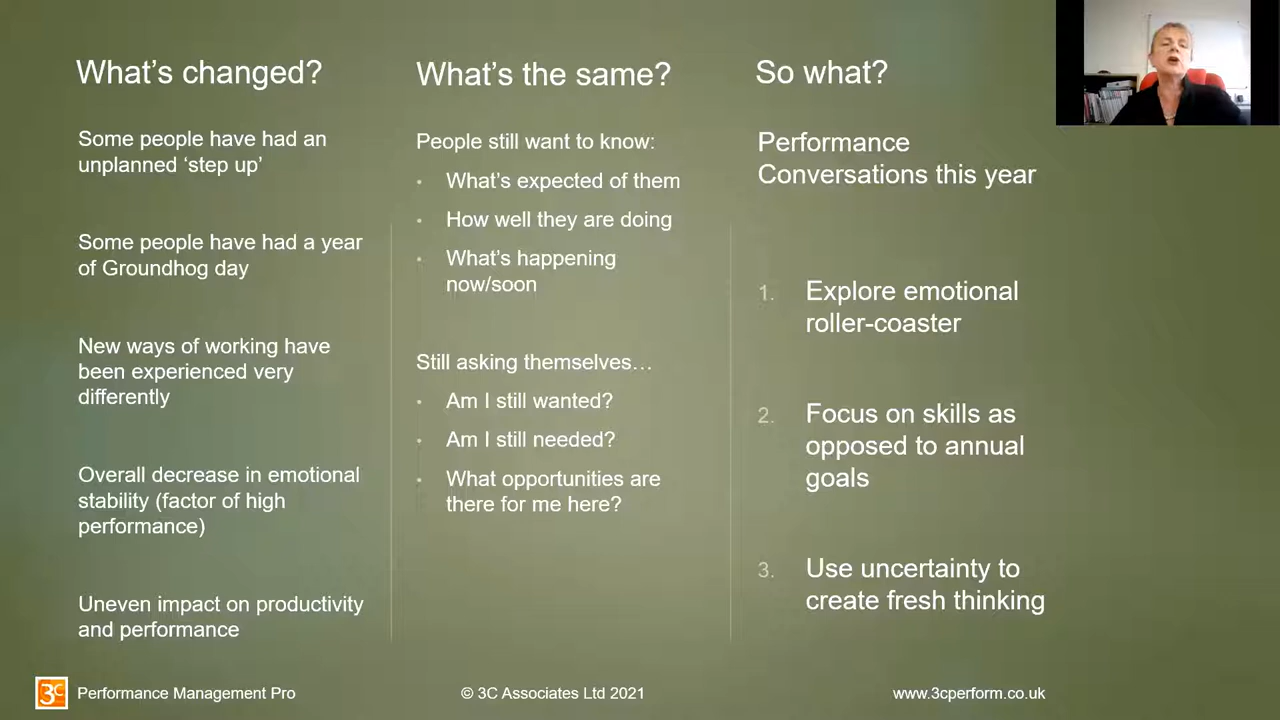 What's changed?
Some people have had an
unplanned ‘step up’
Some people have had a year
of Groundhog day
New ways of working have
been experienced very
differently
Overall decrease in emotional
stability (factor of high
performance)
Uneven impact on productivity
and performance
What's the same?
People still want to know:
• What's expected of them
• How well they are doing
• What's happening
now/soon
Still asking themselves…
• Am I still wanted?
• Am I still needed?
• What opportunities are
there for me here?
So what?
Performance
Conversations this year
1. Explore emotional
roller-coaster
2. Focus on skills as
opposed to annual
goals
3. Use uncertainty to
create fresh thinking
3C
Performance Management Pro
© 3C Associates Ltd 2021
www.3cperform.co.uk